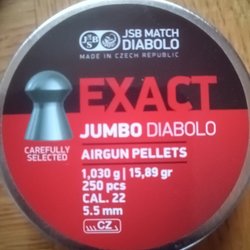 JSB
JSB MATCH
DIABOLO
MADE IN CZECH REPUBLIC
EXACT
JUMBO DIABOLO
CAREFULLY
SELECTED
AIRGUN PELLETS
1,030 g | 15,89 gr
250 pcs
CAL. 22
5.5 mm
CZ